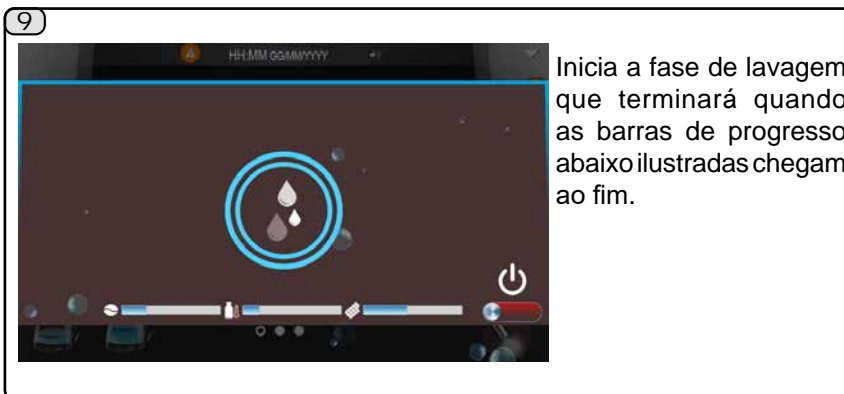 9
HH:MM GG/MM/YYYY
Inicia a fase de lavagem
que terminará quando
as barras de progresso
abaixo ilustradas chegam
ao fim.